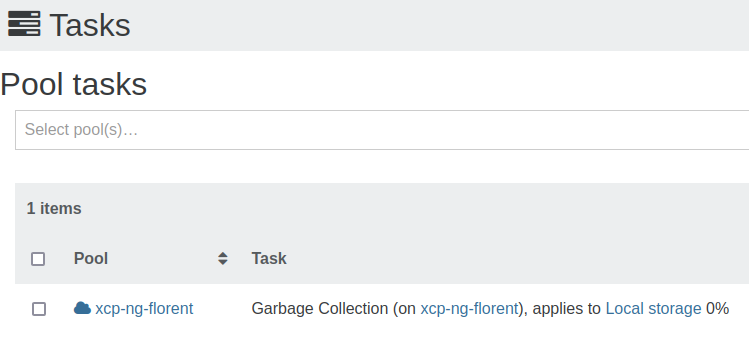 Tasks
Pool tasks
Select pool(s)…
1 items
Pool Task
xcp-ng-florent Garbage Collection (on xcp-ng-florent), applies to Local storage 0%